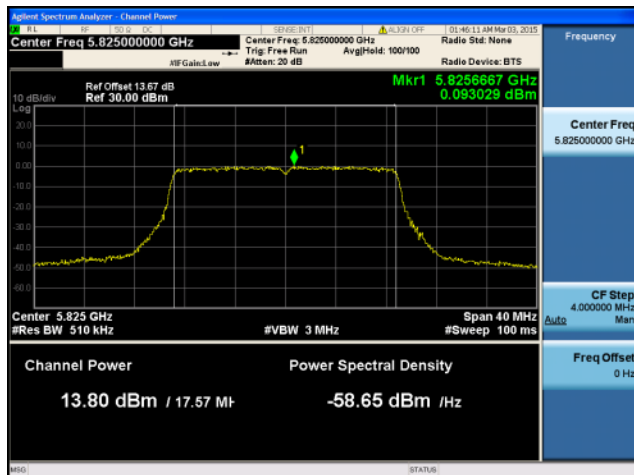 Agilent Spectrum Analyzer - Channel Power
RL RF 50 Ω DC SENSE:INT ALIGN OFF 01:46:11 AM Mar 03, 2015
Center Freq 5.825000000 GHz Center Freq: 5.825000000 GHz Radio Std: None Frequency
Trig: Free Run Avg|Hold: 100/100
#IFGain:Low #Atten: 20 dB Radio Device: BTS
Mkr1 5.8256667 GHz
0.093029 dBm
Ref Offset 13.67 dB
10 dB/div Ref 30.00 dBm
Log
20.0
10.0
0.00
-10.0
-20.0
-30.0
-40.0
-50.0
-60.0
1
Center 5.825 GHz Span 40 MHz
#Res BW 510 kHz #VBW 3 MHz #Sweep 100 ms
Channel Power Power Spectral Density
13.80 dBm / 17.57 MH -58.65 dBm /Hz
Center Freq
5.825000000 GHz
CF Step
4.000000 MHz
Auto Man
Freq Offset
0 Hz
MSG STATUS